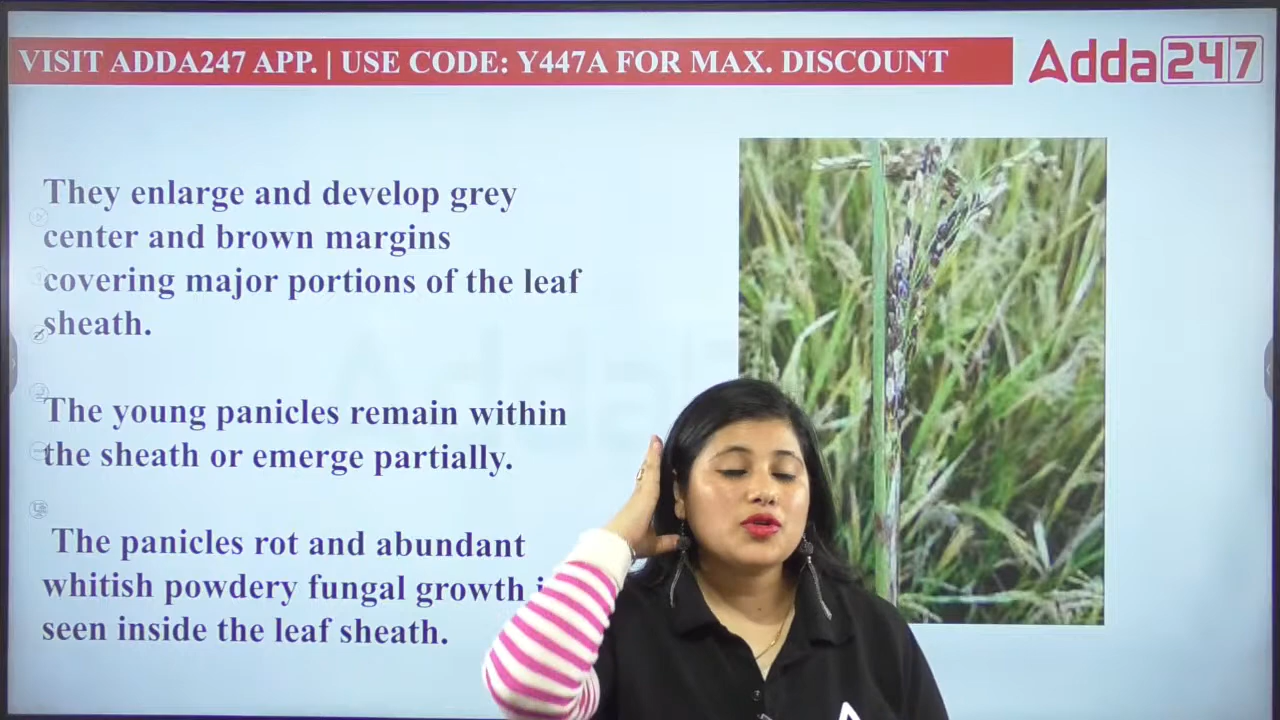 VISIT ADDA247 APP. | USE CODE: Y447A FOR MAX. DISCOUNT
Adda247
They enlarge and develop grey
center and brown margins
covering major portions of the leaf
sheath.
The young panicles remain within
the sheath or emerge partially.
The panicles rot and abundant
whitish powdery fungal growth
seen inside the leaf sheath.